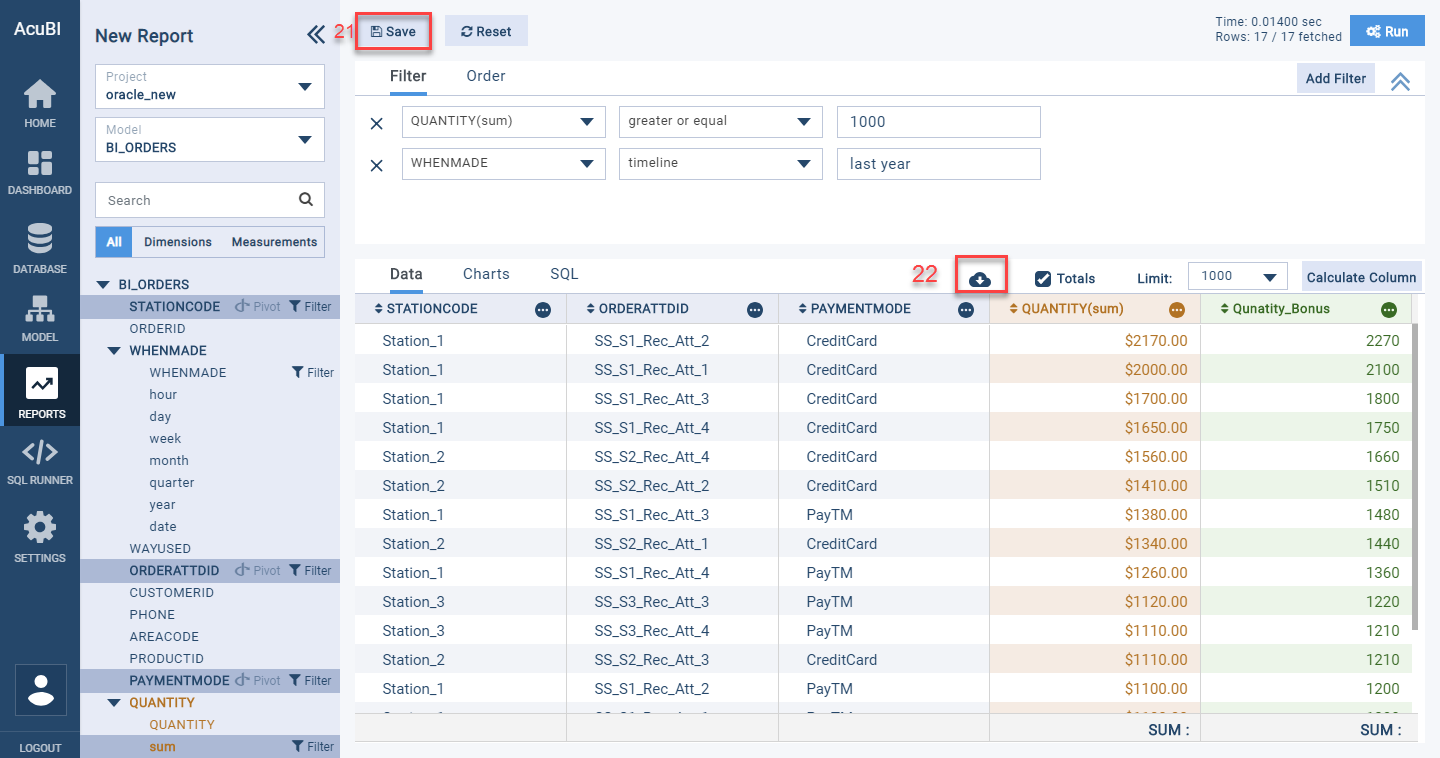 AcuBI
HOME
DASHBOARD
DATABASE
MODEL
REPORTS
SQL RUNNER
SETTINGS
LOGOUT
New Report
Project
oracle_new
Model
BI_ORDERS
Search
All Dimensions Measurements
BI_ORDERS
STATIONCODE Pivot Filter
ORDERID
WHENMADE
WHENMADE Filter
hour
day
week
month
quarter
year
date
WAYUSED
ORDERATTDID Pivot Filter
CUSTOMERID
PHONE
AREACODE
PRODUCTID
PAYMENTMODE Pivot Filter
QUANTITY
QUANTITY
sum Filter
21 Save Reset
Time: 0.01400 sec
Rows: 17 / 17 fetched
Run
Filter Order Add Filter
QUANTITY(sum) greater or equal 1000
WHENMADE timeline last year
Data Charts SQL 22 Totals Limit: 1000 Calculate Column
STATIONCODE ORDERATTDID PAYMENTMODE QUANTITY(sum) Qunatity_Bonus
Station_1 SS_S1_Rec_Att_2 CreditCard $2170.00 2270
Station_1 SS_S1_Rec_Att_1 CreditCard $2000.00 2100
Station_1 SS_S1_Rec_Att_3 CreditCard $1700.00 1800
Station_1 SS_S1_Rec_Att_4 CreditCard $1650.00 1750
Station_2 SS_S2_Rec_Att_4 CreditCard $1560.00 1660
Station_2 SS_S2_Rec_Att_2 CreditCard $1410.00 1510
Station_1 SS_S1_Rec_Att_3 PayTM $1380.00 1480
Station_2 SS_S2_Rec_Att_1 CreditCard $1340.00 1440
Station_1 SS_S1_Rec_Att_4 PayTM $1260.00 1360
Station_3 SS_S3_Rec_Att_3 PayTM $1120.00 1220
Station_3 SS_S3_Rec_Att_4 PayTM $1110.00 1210
Station_2 SS_S2_Rec_Att_3 CreditCard $1110.00 1210
Station_1 SS_S1_Rec_Att_2 PayTM $1100.00 1200
SUM : SUM :